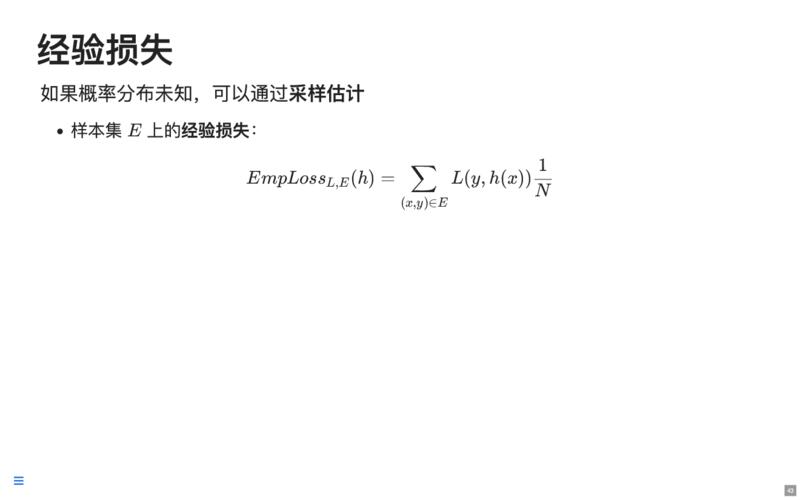 经验损失
如果概率分布未知，可以通过采样估计
• 样本集 E 上的经验损失：
EmpLoss_{L,E}(h) = \sum_{(x,y)∈E} L(y, h(x)) \frac{1}{N}
43